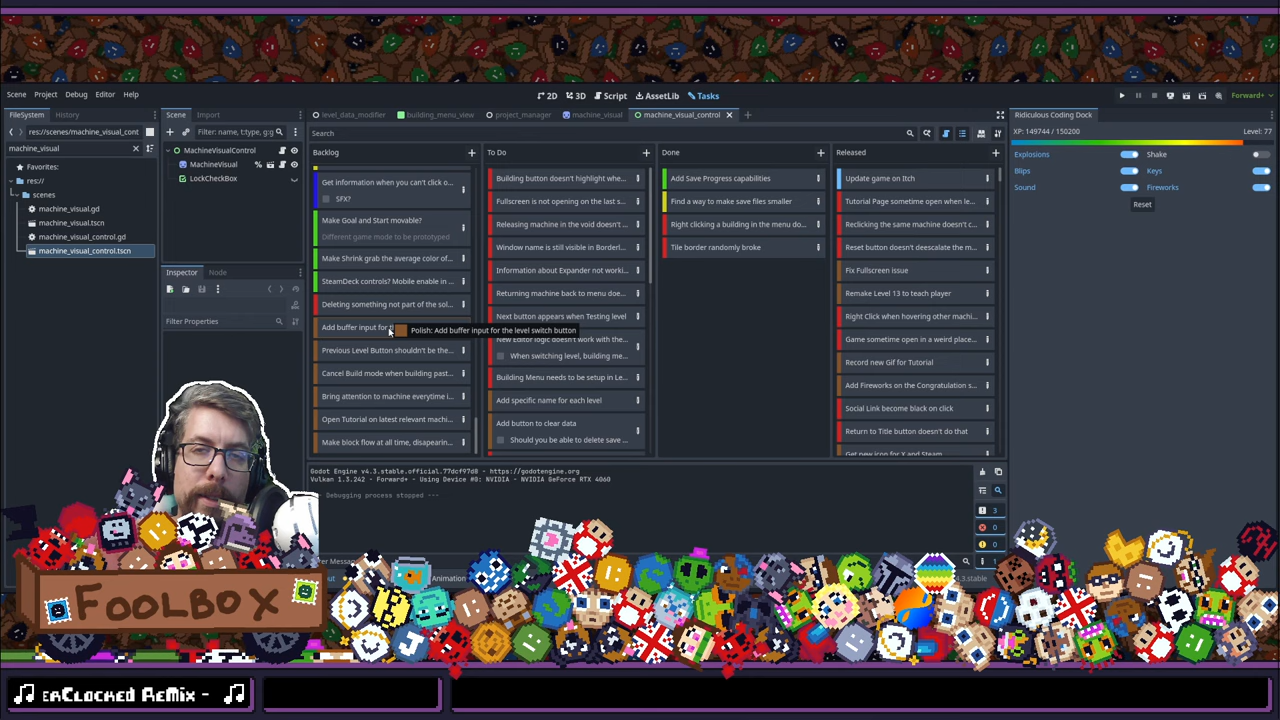 Scene Project Debug Editor Help
2D 3D Script AssetLib Tasks
Forward+
FileSystem History
res://scenes/machine_visual_cont
machine_visual
Favorites:
res://
scenes
machine_visual.gd
machine_visual.tscn
machine_visual_control.gd
machine_visual_control.tscn
Scene Import
Filter: name, t:type, g:g
MachineVisualControl
MachineVisual
LockCheckBox
Inspector Node
Filter Properties
level_data_modifier building_menu_view project_manager machine_visual machine_visual_control
Search
Backlog
Get information when you can't click o...
SFX?
Make Goal and Start movable?
Different game mode to be prototyped
Make Shrink grab the average color of...
SteamDeck controls? Mobile enable in ...
Deleting something not part of the sol...
Add buffer input for t
Polish: Add buffer input for the level switch button
Previous Level Button shouldn't be the...
Cancel Build mode when building past...
Bring attention to machine everytime i...
Open Tutorial on latest relevant machi...
Make block flow at all time, disapearin...
To Do
Building button doesn't highlight whe...
Fullscreen is not opening on the last s...
Releasing machine in the void doesn't ...
Window name is still visible in Borderl...
Information about Expander not worki...
Returning machine back to menu doe...
Next button appears when Testing level
New Editor logic doesn't work with the...
When switching level, building me...
Building Menu needs to be setup in Le...
Add specific name for each level
Add button to clear data
Should you be able to delete save ...
Done
Add Save Progress capabilities
Find a way to make save files smaller
Right clicking a building in the menu do...
Tile border randomly broke
Released
Update game on Itch
Tutorial Page sometime open when le...
Reclicking the same machine doesn't c...
Reset button doesn't deescalate the m...
Fix Fullscreen issue
Remake Level 13 to teach player
Right Click when hovering other machi...
Game sometime open in a weird place...
Record new Gif for Tutorial
Add Fireworks on the Congratulation s...
Social Link become black on click
Return to Title button doesn't do that
Get new icon for X and Steam
Ridiculous Coding Dock
XP: 149744 / 150200 Level: 77
Explosions Shake
Blips Keys
Sound Fireworks
Reset
Godot Engine v4.3.stable.official.77dcf97d8 - https://godotengine.org
Vulkan 1.3.242 - Forward+ - Using Device #0: NVIDIA - NVIDIA GeForce RTX 4060
Debugging process stopped ---
3
0
0
Animation
4.3.stable
FOOLBOX
ERCLOCKED REMIX -